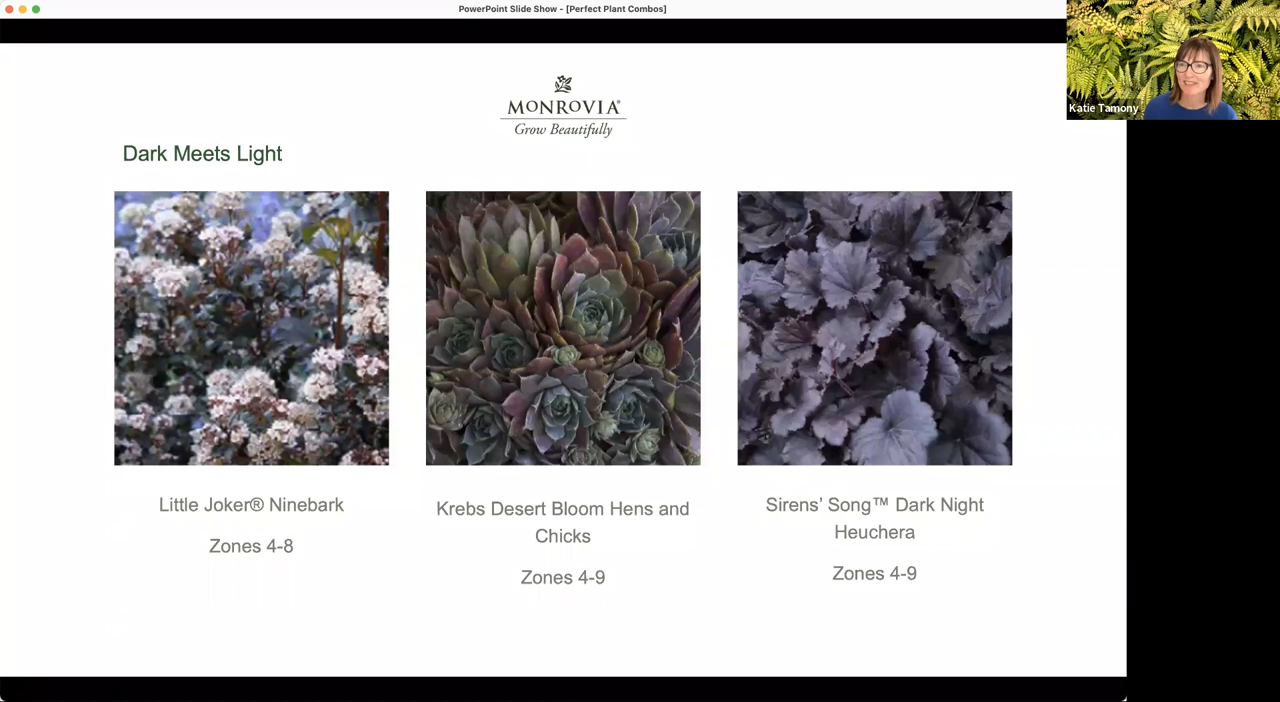 PowerPoint Slide Show - [Perfect Plant Combos]
Katie Tamony
MONROVIA®
Grow Beautifully
Dark Meets Light
Little Joker® Ninebark
Zones 4-8
Krebs Desert Bloom Hens and
Chicks
Zones 4-9
Sirens’ Song™ Dark Night
Heuchera
Zones 4-9